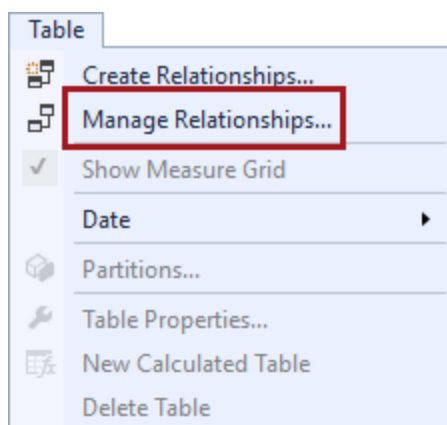 Table
Create Relationships...
Manage Relationships...
Show Measure Grid
Date
Partitions...
Table Properties...
New Calculated Table
Delete Table